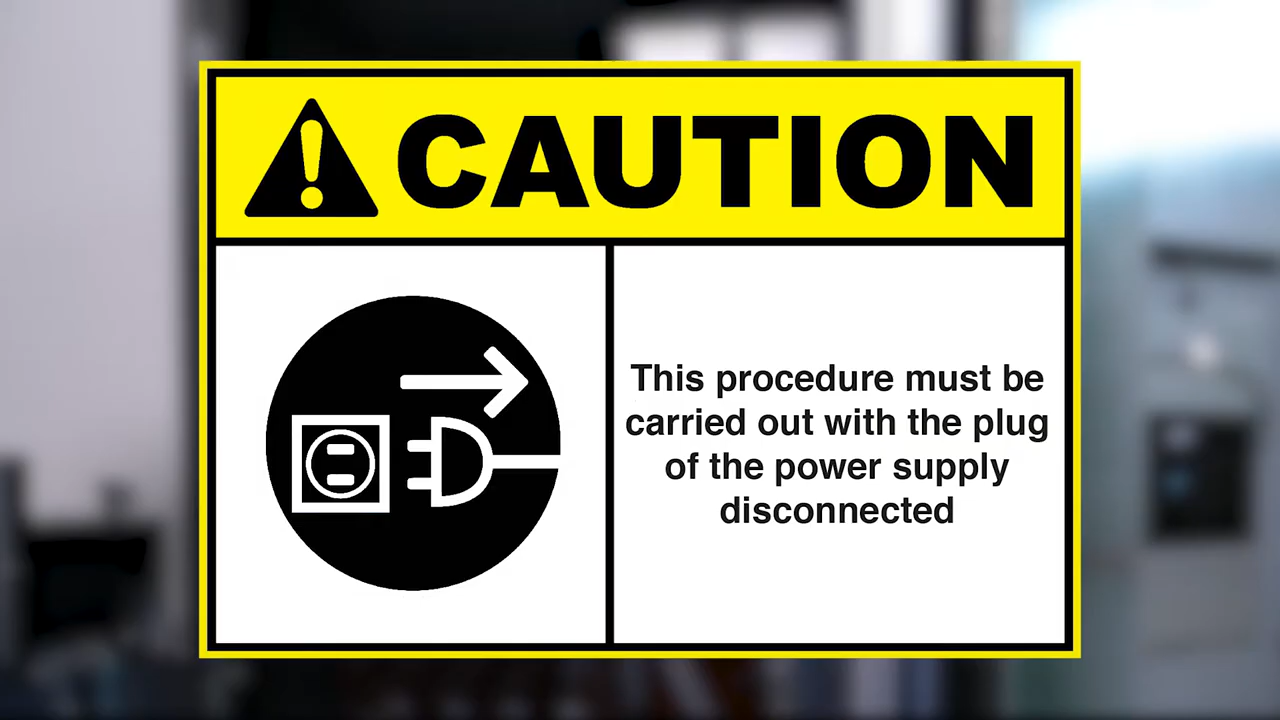 CAUTION
This procedure must be
carried out with the plug
of the power supply
disconnected